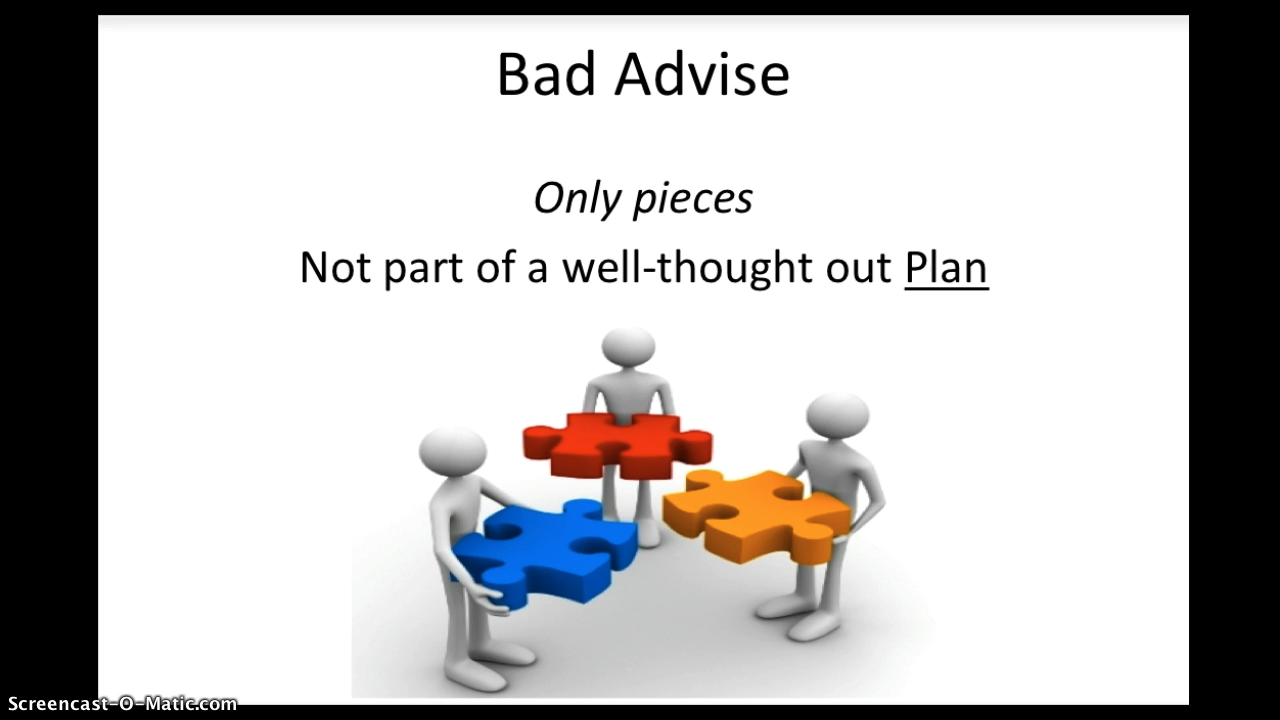 Bad Advise
Only pieces
Not part of a well-thought out Plan
Screencast-O-Matic.com